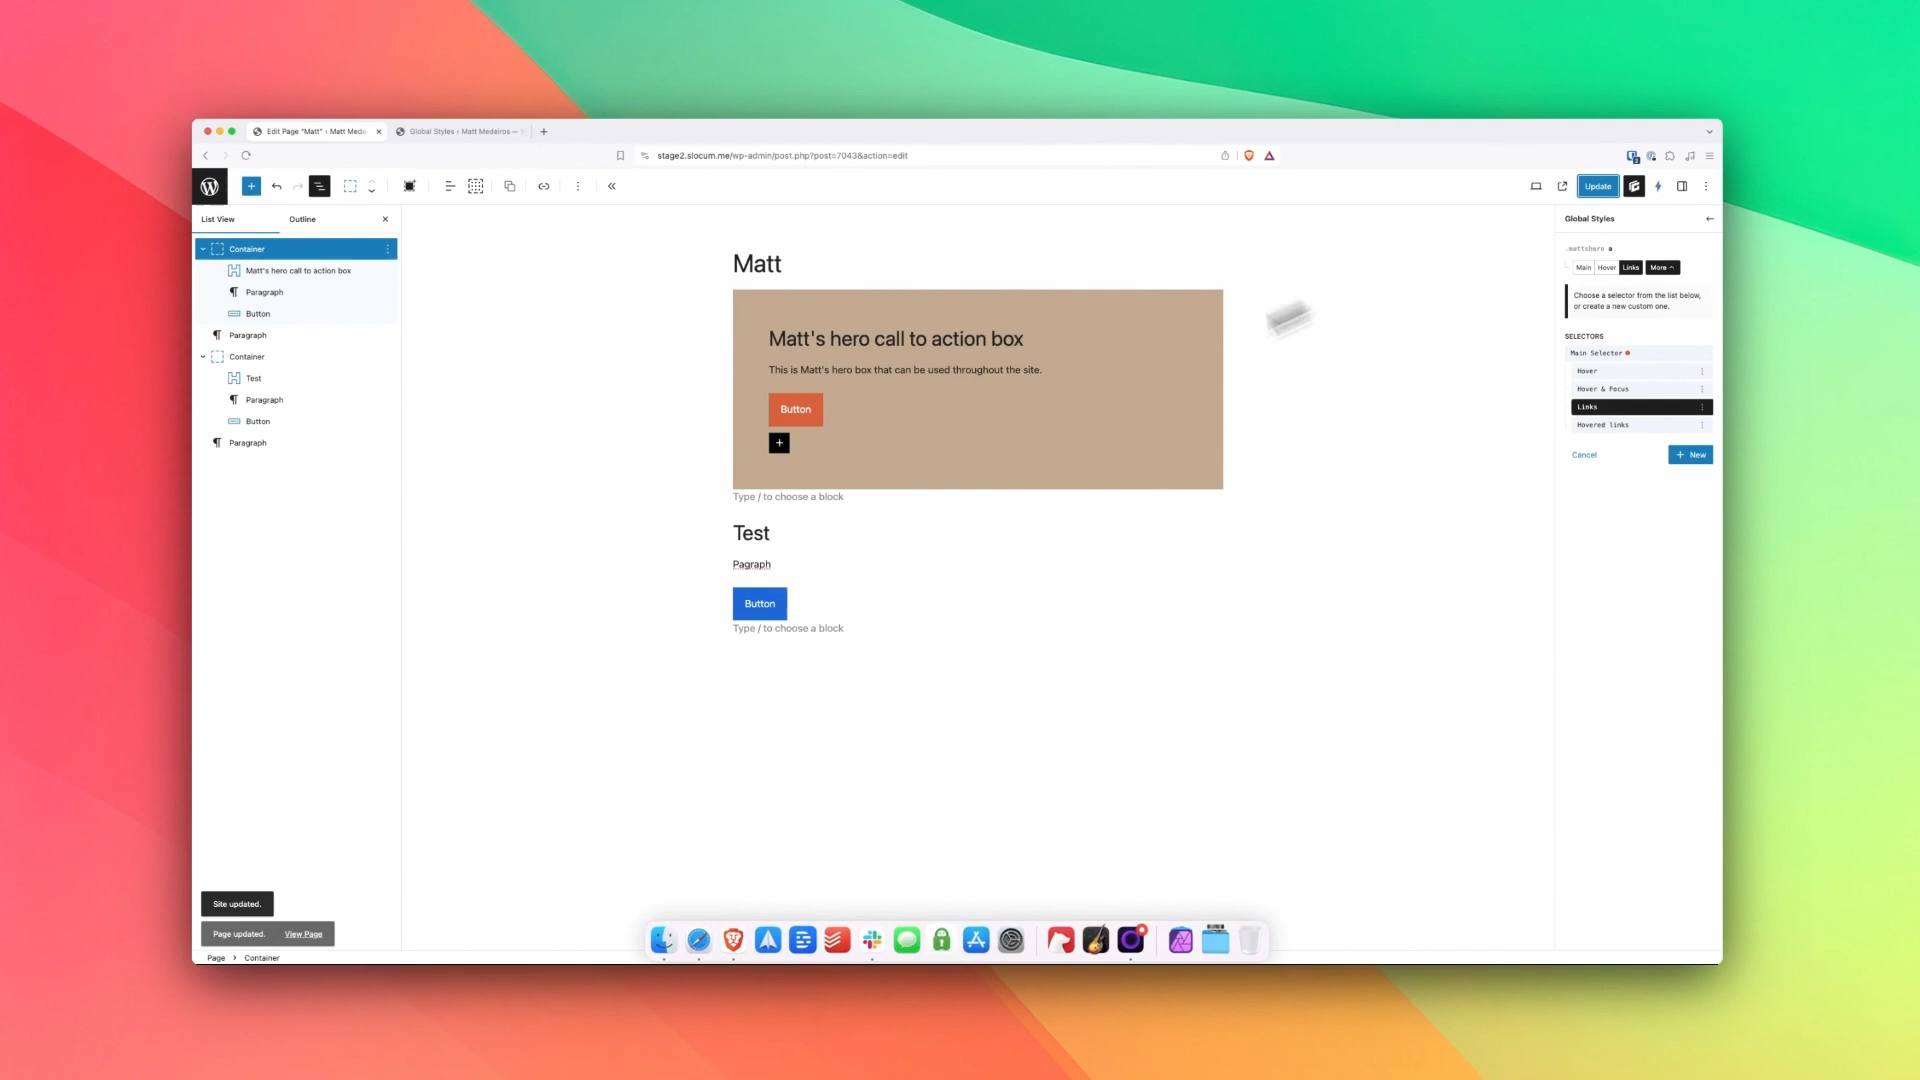 Edit Page "Matt" ‹ Matt Mede
Global Styles ‹ Matt Medeiros —
stage2.slocum.me/wp-admin/post.php?post=7043&action=edit
Update
List View
Outline
Global Styles
Container
Matt's hero call to action box
Paragraph
Button
Paragraph
Container
Test
Paragraph
Button
Paragraph
Matt
Matt's hero call to action box
This is Matt's hero box that can be used throughout the site.
Button
Type / to choose a block
Test
Pagraph
Button
Type / to choose a block
.mattshero a
Main
Hover
Links
More
Choose a selector from the list below,
or create a new custom one.
SELECTORS
Main Selector
Hover
Hover & Focus
Links
Hovered links
Cancel
New
Site updated.
Page updated. View Page
Page › Container